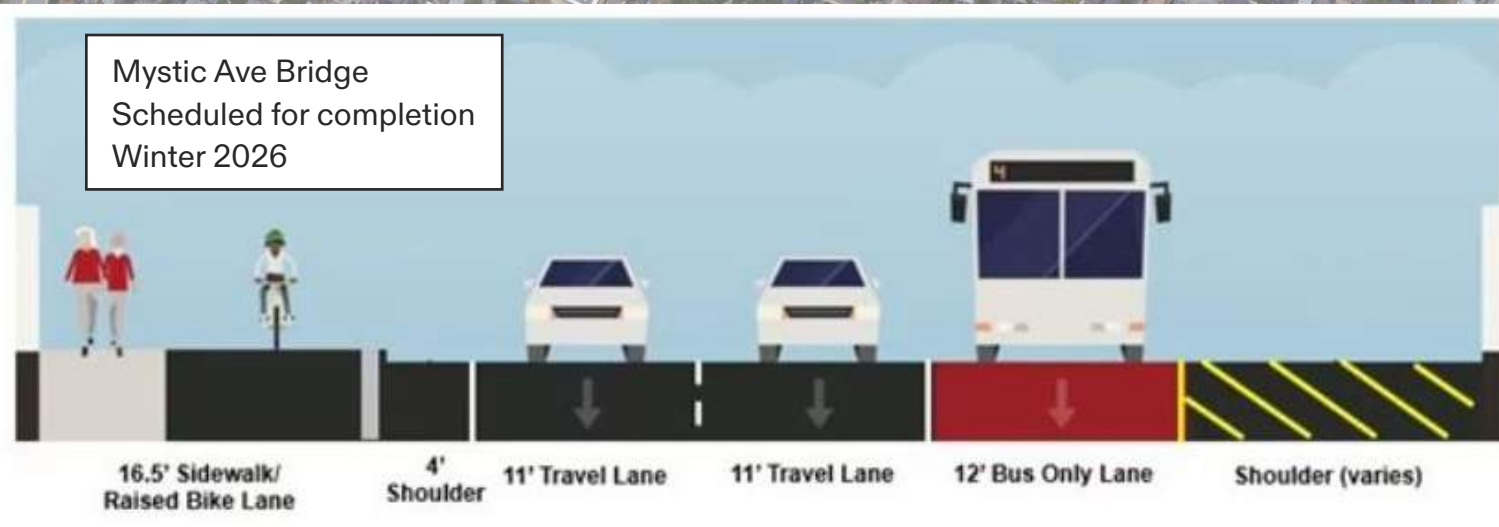 Mystic Ave Bridge
Scheduled for completion
Winter 2026
4
16.5' Sidewalk/
Raised Bike Lane
4'
Shoulder
11' Travel Lane
11' Travel Lane
12' Bus Only Lane
Shoulder (varies)